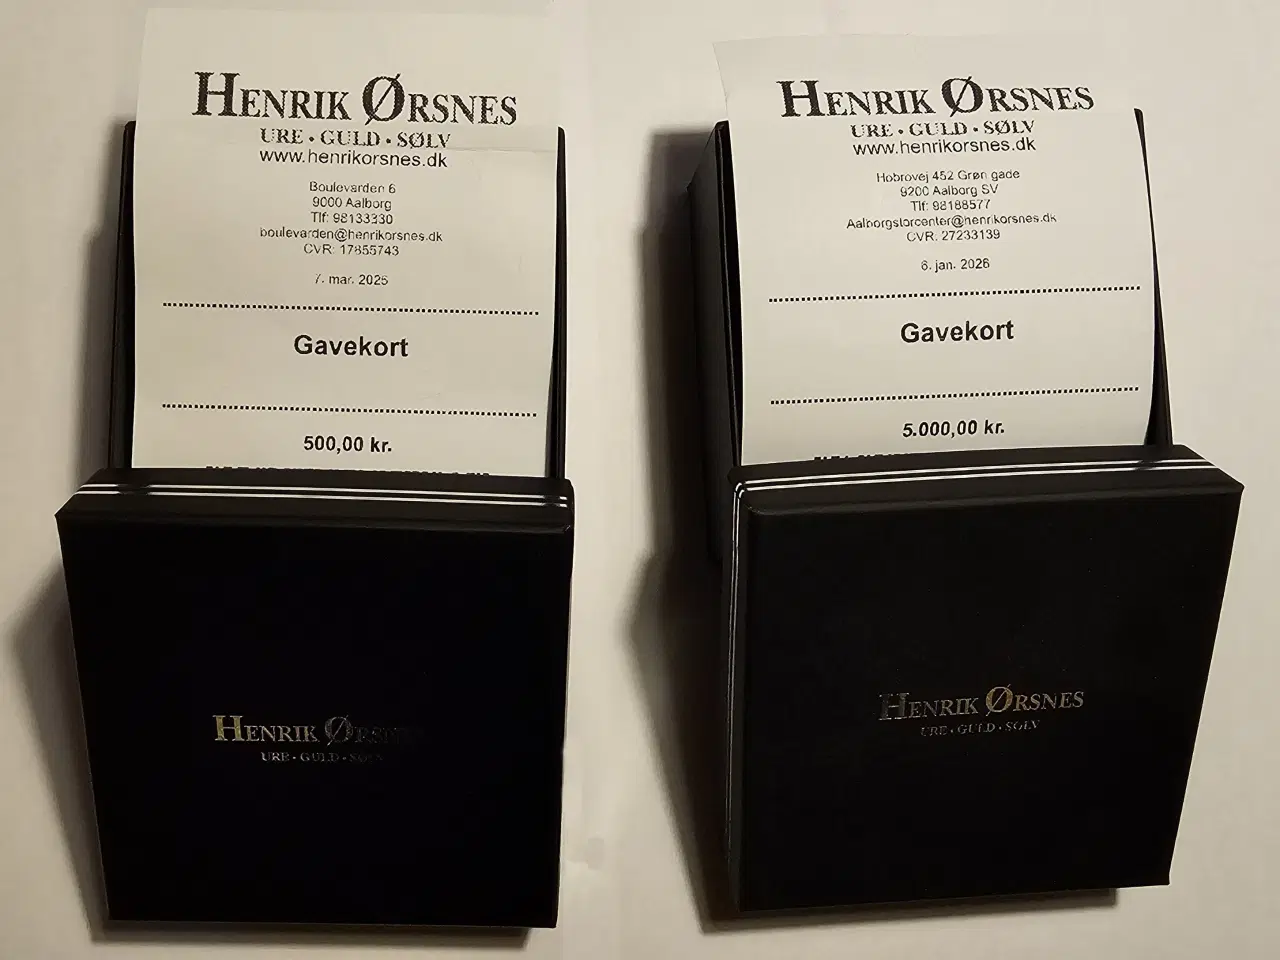 HENRIK ØRSNES
URE • GULD • SØLV
www.henrikorsnes.dk
Boulevarden 6
9000 Aalborg
Tlf: 98133330
boulevarden@henrikorsnes.dk
CVR: 17855743
7. mar. 2025
Gavekort
500,00 kr.
HENRIK ØRSNES
URE • GULD • SØLV
HENRIK ØRSNES
URE • GULD • SØLV
www.henrikorsnes.dk
Hobrovej 452 Grøn gade
9200 Aalborg SV
Tlf: 98188577
Aalborgstorcenter@henrikorsnes.dk
CVR: 27233139
6. jan. 2026
Gavekort
5.000,00 kr.
HENRIK ØRSNES
URE • GULD • SØLV